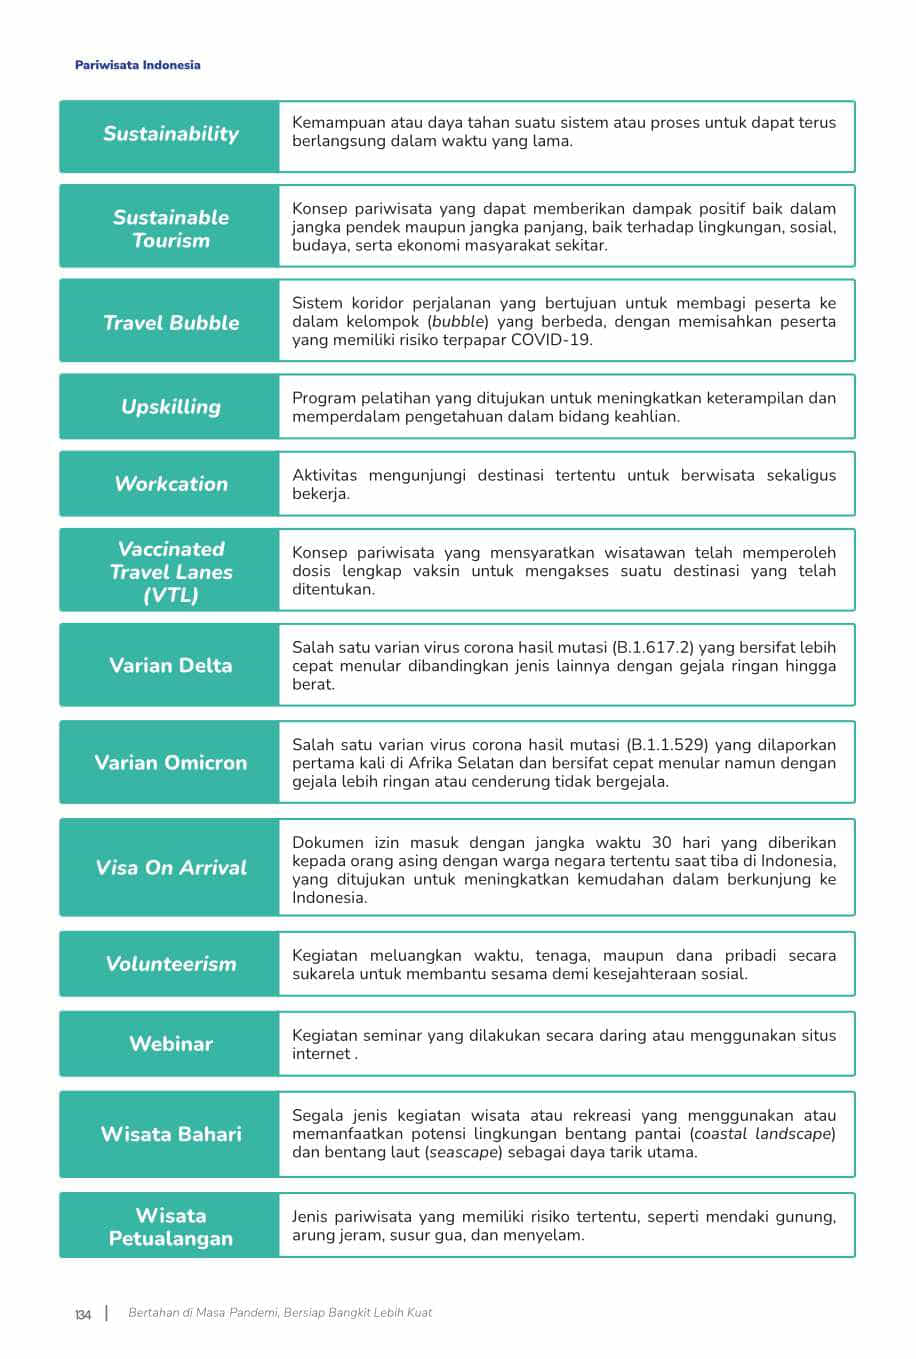 Pariwisata Indonesia
Sustainability
Kemampuan atau daya tahan suatu sistem atau proses untuk dapat terus
berlangsung dalam waktu yang lama.
Sustainable
Tourism
Konsep pariwisata yang dapat memberikan dampak positif baik dalam
jangka pendek maupun jangka panjang, baik terhadap lingkungan, sosial,
budaya, serta ekonomi masyarakat sekitar.
Travel Bubble
Sistem koridor perjalanan yang bertujuan untuk membagi peserta ke
dalam kelompok (bubble) yang berbeda, dengan memisahkan peserta
yang memiliki risiko terpapar COVID-19.
Upskilling
Program pelatihan yang ditujukan untuk meningkatkan keterampilan dan
memperdalam pengetahuan dalam bidang keahlian.
Workcation
Aktivitas mengunjungi destinasi tertentu untuk berwisata sekaligus
bekerja.
Vaccinated
Travel Lanes
(VTL)
Konsep pariwisata yang mensyaratkan wisatawan telah memperoleh
dosis lengkap vaksin untuk mengakses suatu destinasi yang telah
ditentukan.
Varian Delta
Salah satu varian virus corona hasil mutasi (B.1.617.2) yang bersifat lebih
cepat menular dibandingkan jenis lainnya dengan gejala ringan hingga
berat.
Varian Omicron
Salah satu varian virus corona hasil mutasi (B.1.1.529) yang dilaporkan
pertama kali di Afrika Selatan dan bersifat cepat menular namun dengan
gejala lebih ringan atau cenderung tidak bergejala.
Visa On Arrival
Dokumen izin masuk dengan jangka waktu 30 hari yang diberikan
kepada orang asing dengan warga negara tertentu saat tiba di Indonesia,
yang ditujukan untuk meningkatkan kemudahan dalam berkunjung ke
Indonesia.
Volunteerism
Kegiatan meluangkan waktu, tenaga, maupun dana pribadi secara
sukarela untuk membantu sesama demi kesejahteraan sosial.
Webinar
Kegiatan seminar yang dilakukan secara daring atau menggunakan situs
internet .
Wisata Bahari
Segala jenis kegiatan wisata atau rekreasi yang menggunakan atau
memanfaatkan potensi lingkungan bentang pantai (coastal landscape)
dan bentang laut (seascape) sebagai daya tarik utama.
Wisata
Petualangan
Jenis pariwisata yang memiliki risiko tertentu, seperti mendaki gunung,
arung jeram, susur gua, dan menyelam.
134 | Bertahan di Masa Pandemi, Bersiap Bangkit Lebih Kuat